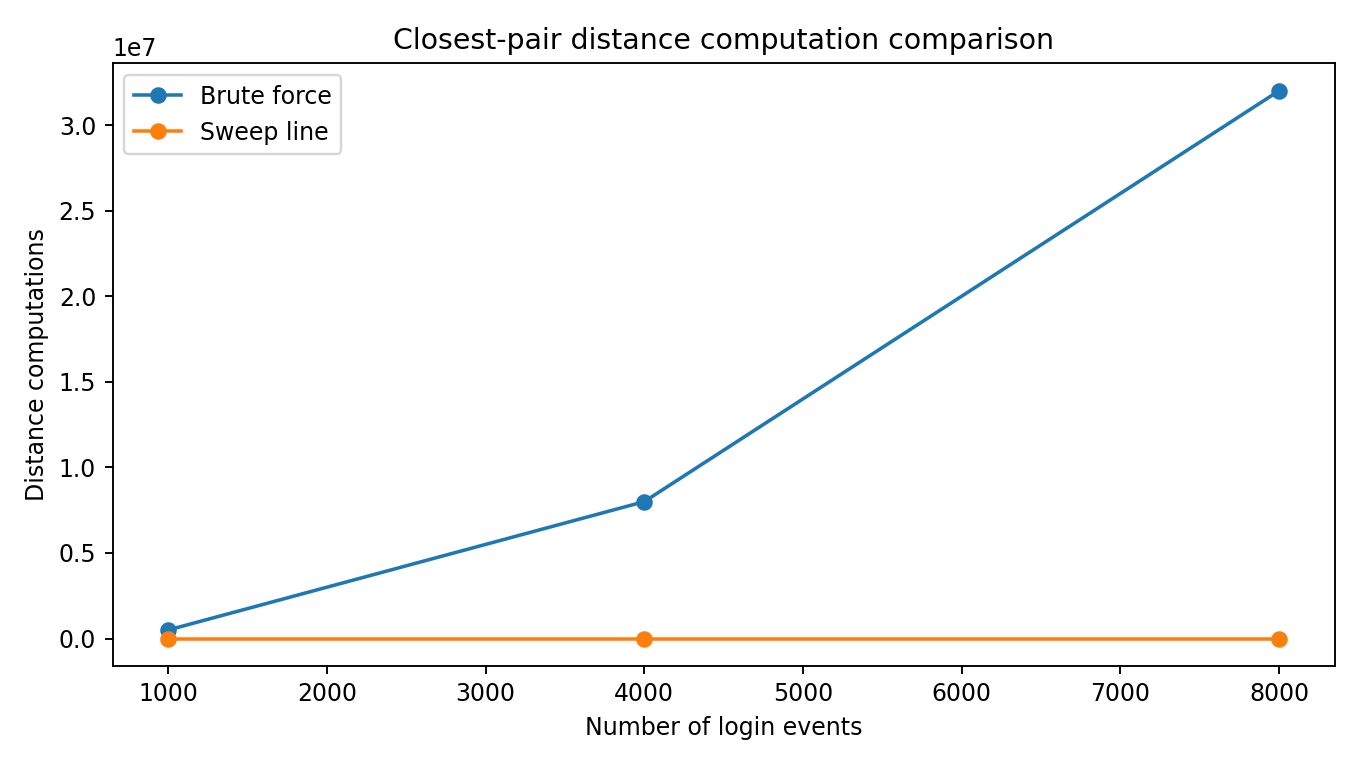 Closest-pair distance computation comparison
1e7
Brute force
Sweep line
3.0
2.5
2.0
1.5
1.0
0.5
0.0
Distance computations
1000 2000 3000 4000 5000 6000 7000 8000
Number of login events